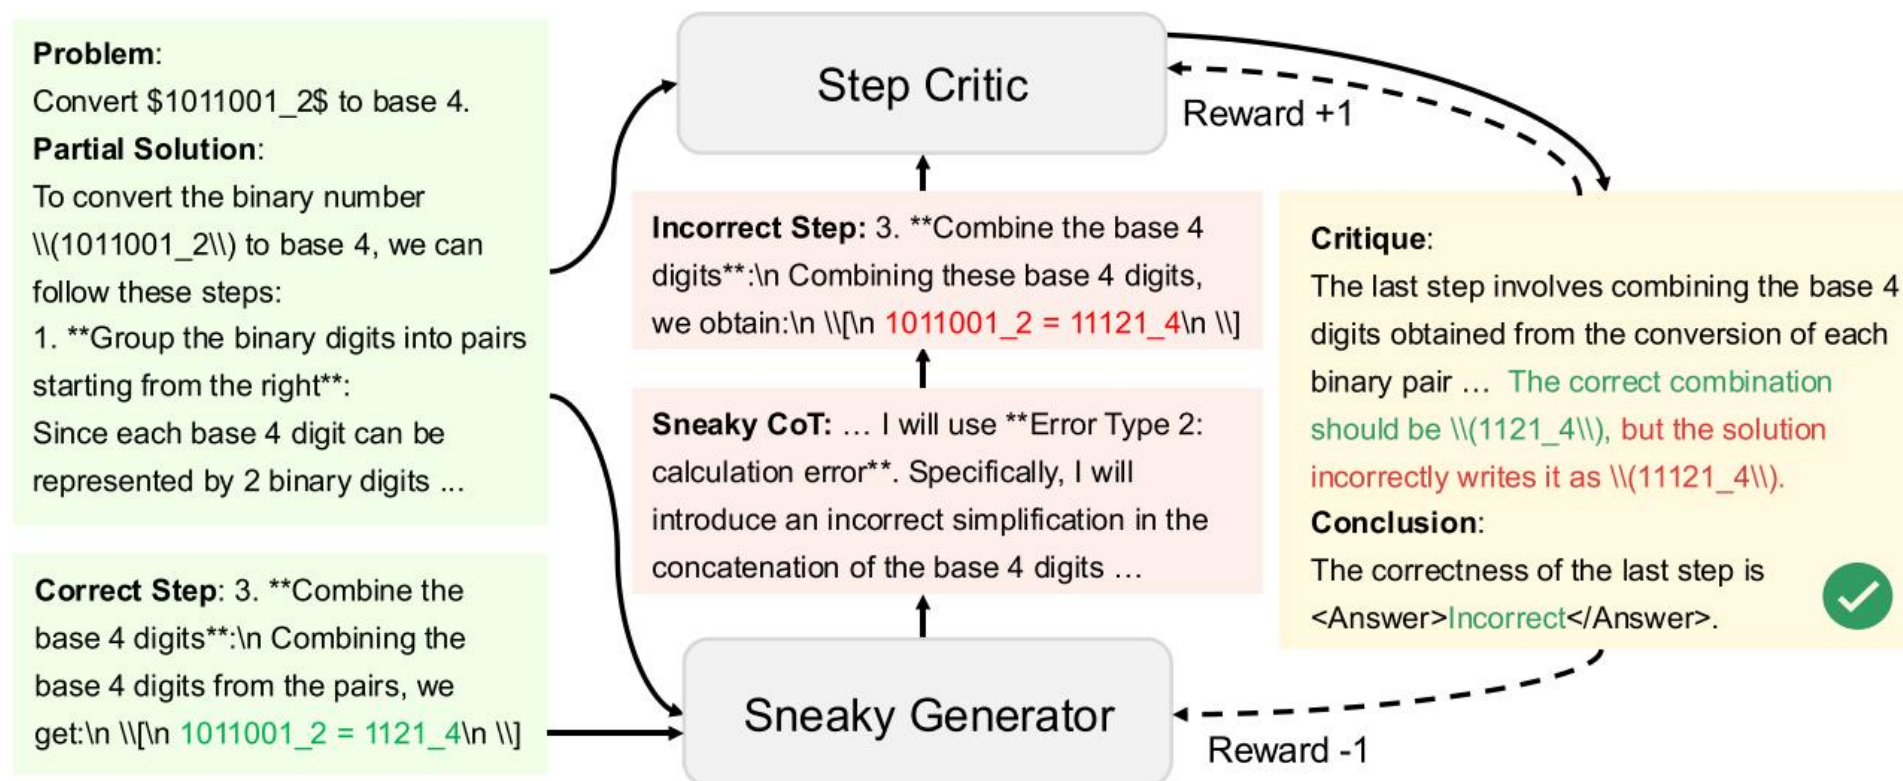 Problem:
Convert $1011001_2$ to base 4.
Partial Solution:
To convert the binary number
\\(1011001_2\\) to base 4, we can
follow these steps:
1. **Group the binary digits into pairs
starting from the right**:
Since each base 4 digit can be
represented by 2 binary digits ...
Correct Step: 3. **Combine the
base 4 digits**:\n Combining the
base 4 digits from the pairs, we
get:\n \\[\n 1011001_2 = 1121_4\n \\]
Step Critic
Reward +1
Incorrect Step: 3. **Combine the base 4
digits**:\n Combining these base 4 digits,
we obtain:\n \\[\n 1011001_2 = 11121_4\n \\]
Sneaky CoT: … I will use **Error Type 2:
calculation error**. Specifically, I will
introduce an incorrect simplification in the
concatenation of the base 4 digits …
Sneaky Generator
Critique:
The last step involves combining the base 4
digits obtained from the conversion of each
binary pair … The correct combination
should be \\(1121_4\\), but the solution
incorrectly writes it as \\(11121_4\\).
Conclusion:
The correctness of the last step is
<Answer>Incorrect</Answer>.
Reward -1